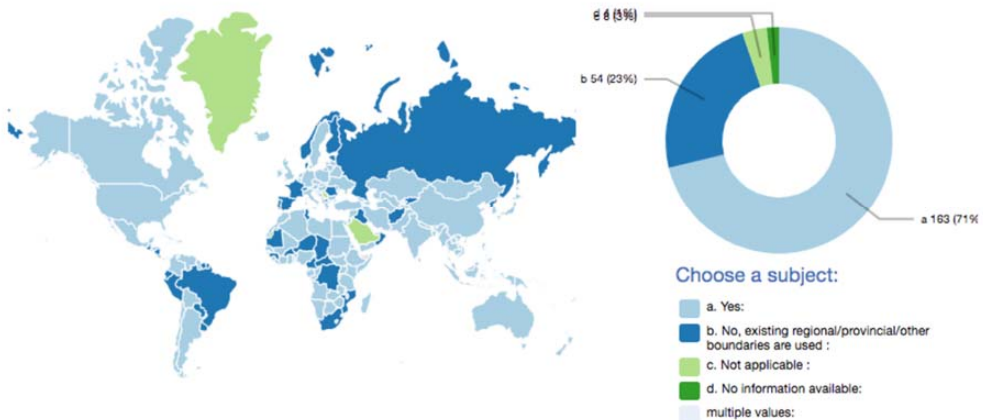 b 54 (23%)
a 163 (71%
Choose a subject:
a. Yes:
b. No, existing regional/provincial/other
boundaries are used :
c. Not applicable :
d. No information available:
multiple values: